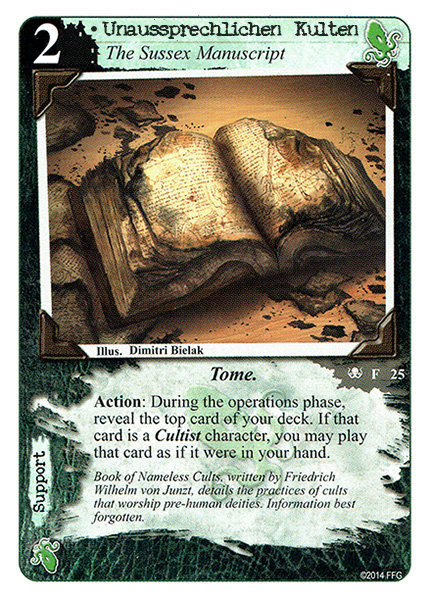 2
• Unaussprechlichen Kulten
The Sussex Manuscript
Illus. Dimitri Bielak
Tome.
F 25
Action: During the operations phase,
reveal the top card of your deck. If that
card is a Cultist character, you may play
that card as if it were in your hand.
Book of Nameless Cults, written by Friedrich
Wilhelm von Junzt, details the practices of cults
that worship pre-human deities. Information best
forgotten.
Support
©2014 FFG